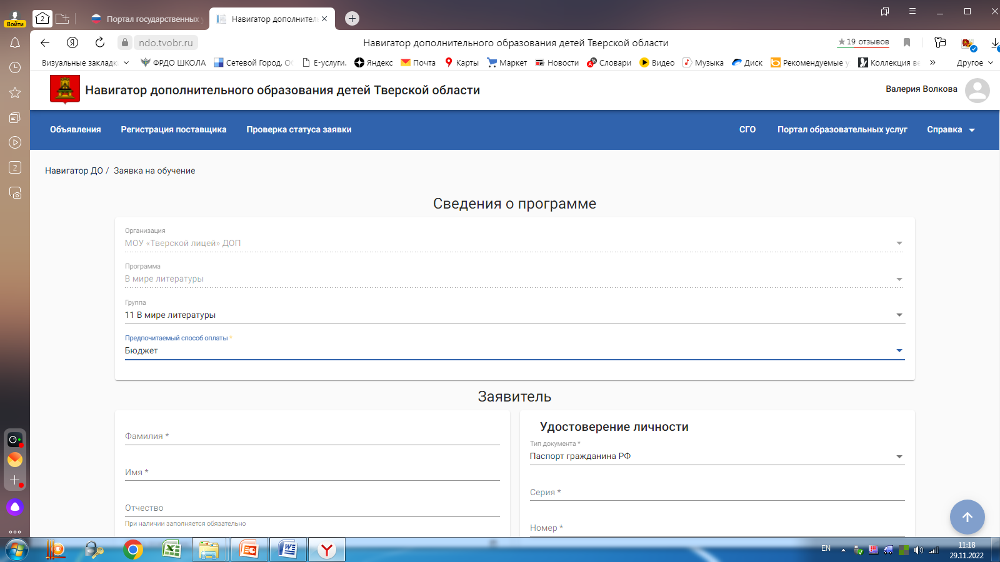 Войти
2
Портал государственных
Навигатор дополнител
ndo.tvobr.ru
Навигатор дополнительного образования детей Тверской области
★19 отзывов
Визуальные закладк
ФРДО ШКОЛА
Сетевой Город. О
Е-услуги.
Яндекс
Почта
Карты
Маркет
Новости
Словари
Видео
Музыка
Диск
Рекомендуемые
Коллекция ве
»
Другое
Навигатор дополнительного образования детей Тверской области
Валерия Волкова
Объявления
Регистрация поставщика
Проверка статуса заявки
СГО
Портал образовательных услуг
Справка
2
Навигатор ДО / Заявка на обучение
Сведения о программе
Организация
МОУ «Тверской лицей» ДОП
Программа
В мире литературы
Группа
11 В мире литературы
Предпочитаемый способ оплаты *
Бюджет
Заявитель
Фамилия *
Имя *
Отчество
При наличии заполняется обязательно
Удостоверение личности
Тип документа *
Паспорт гражданина РФ
Серия *
Номер *
EN
11:18
29.11.2022